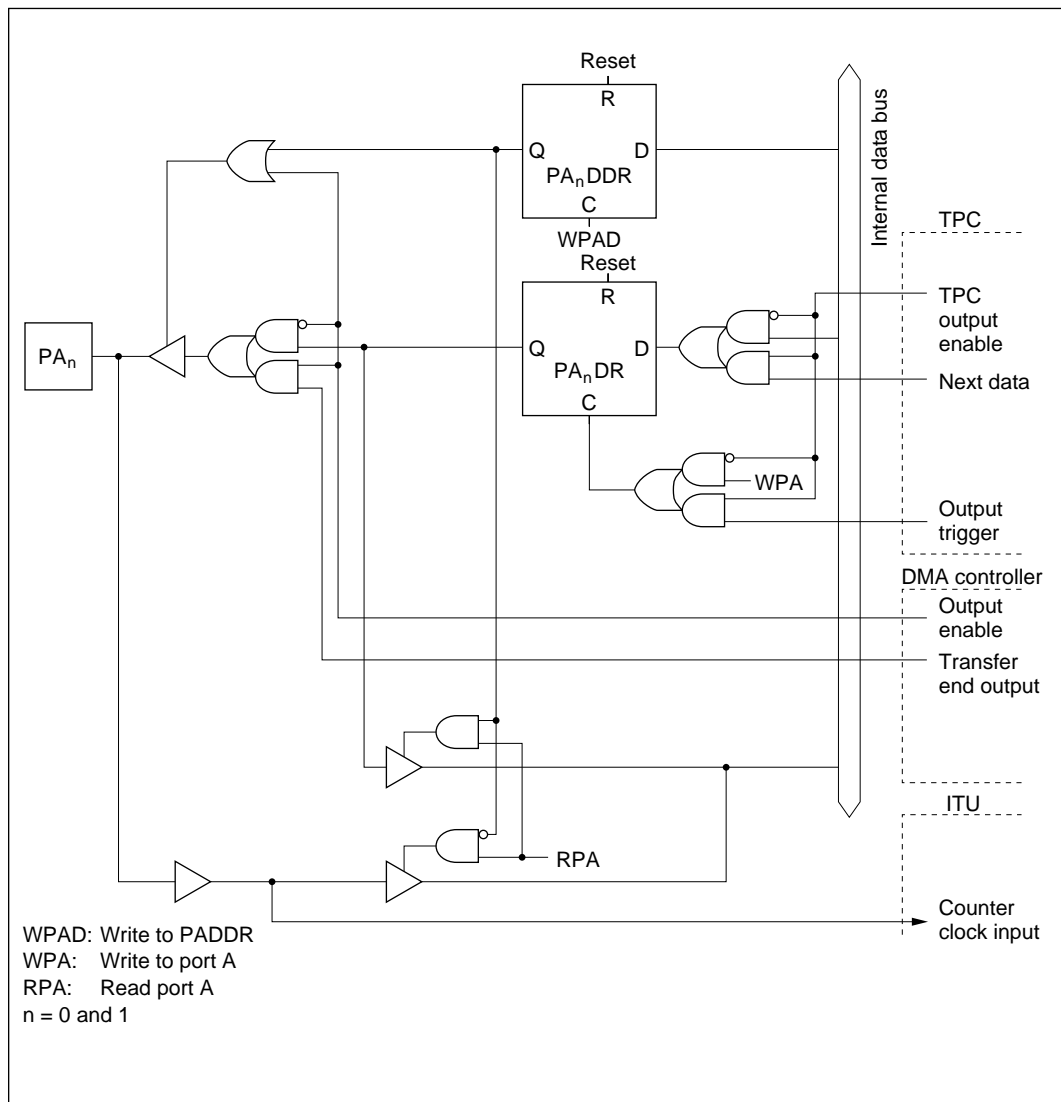 Reset
R
Q
D
PAnDDR
C
WPAD
Internal data bus
TPC
Reset
R
TPC
output
enable
PAn
Q
D
PAnDR
Next data
C
WPA
Output
trigger
DMA controller
Output
enable
Transfer
end output
ITU
RPA
Counter
clock input
WPAD: Write to PADDR
WPA: Write to port A
RPA: Read port A
n = 0 and 1